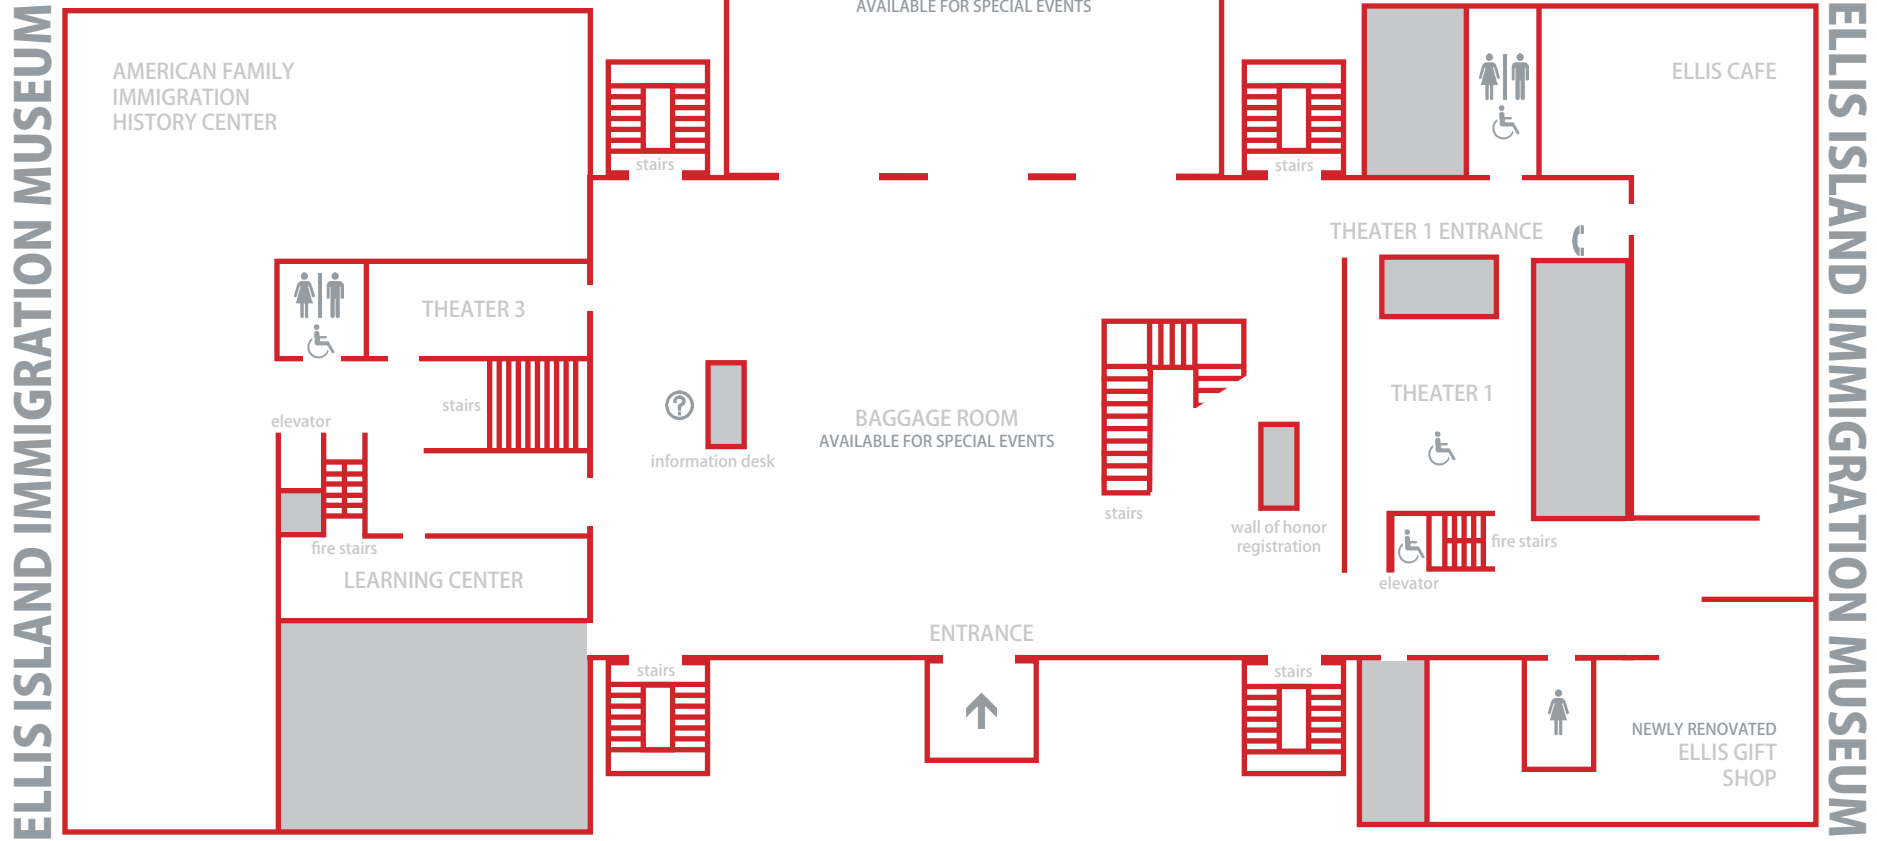 ELLIS ISLAND IMMIGRATION MUSEUM
AVAILABLE FOR SPECIAL EVENTS
AMERICAN FAMILY
IMMIGRATION
HISTORY CENTER
stairs
stairs
ELLIS CAFE
THEATER 1 ENTRANCE
THEATER 3
stairs
elevator
fire stairs
LEARNING CENTER
?
information desk
BAGGAGE ROOM
AVAILABLE FOR SPECIAL EVENTS
stairs
wall of honor
registration
THEATER 1
fire stairs
elevator
ENTRANCE
stairs
stairs
NEWLY RENOVATED
ELLIS GIFT
SHOP
ELLIS ISLAND IMMIGRATION MUSEUM